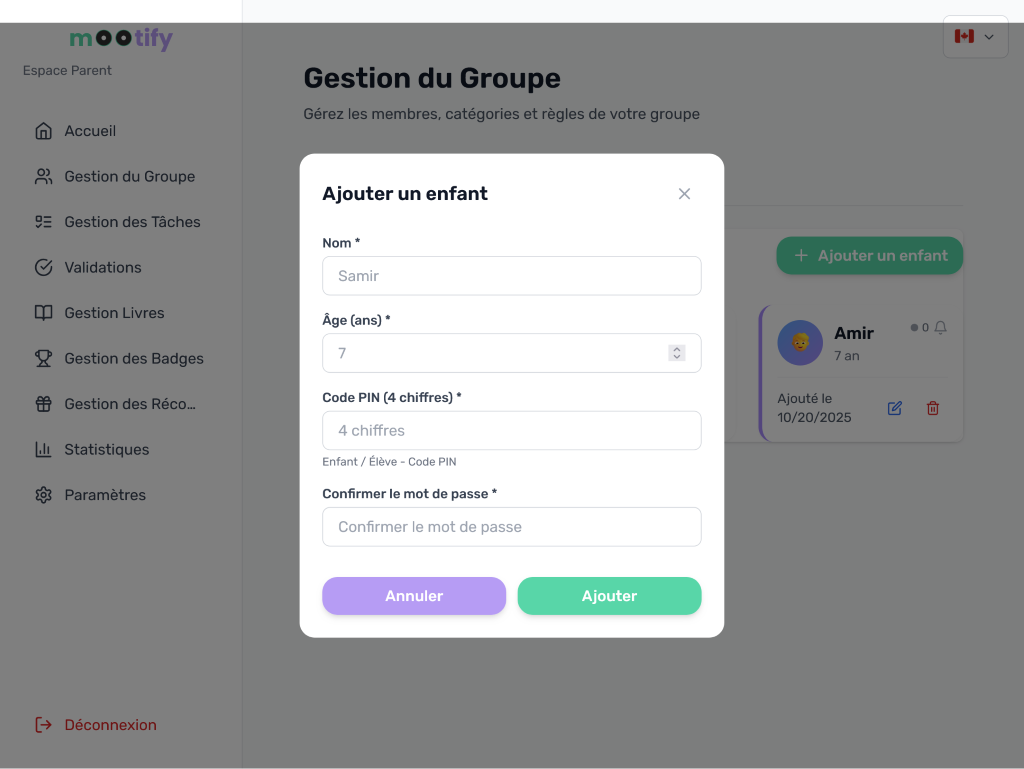 mootify
Espace Parent
Accueil
Gestion du Groupe
Gestion des Tâches
Validations
Gestion Livres
Gestion des Badges
Gestion des Réco...
Statistiques
Paramètres
Déconnexion
Gestion du Groupe
Gérez les membres, catégories et règles de votre groupe
Ajouter un enfant
Amir
0
7 an
Ajouté le
10/20/2025
Ajouter un enfant
Nom *
Samir
Âge (ans) *
7
Code PIN (4 chiffres) *
4 chiffres
Enfant / Élève - Code PIN
Confirmer le mot de passe *
Confirmer le mot de passe
Annuler
Ajouter